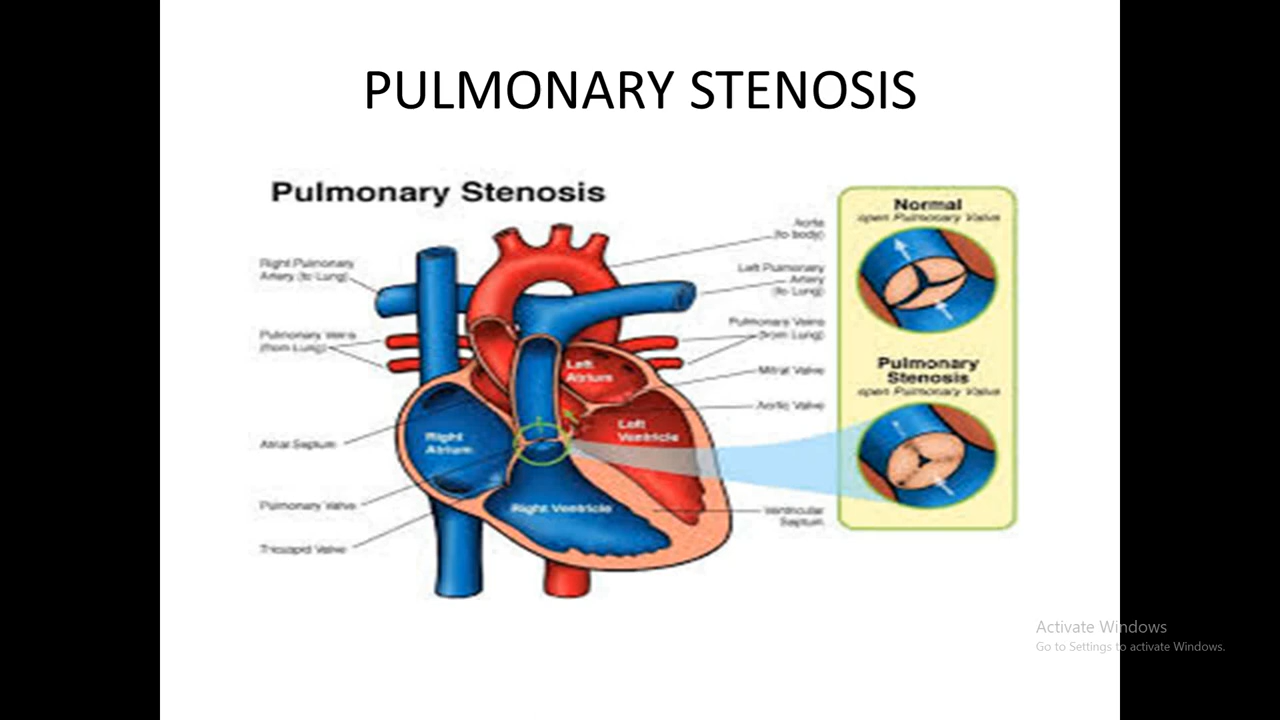 PULMONARY STENOSIS
Pulmonary Stenosis
Right Pulmonary
Artery (to Lung)
Pulmonary Veins
(from Lung)
Atrial Septum
Pulmonary Valve
Tricuspid Valve
Aorta
(to body)
Left Pulmonary
Artery
(to Lung)
Pulmonary Veins
(from Lung)
Mitral Valve
Aortic Valve
Ventricular
Septum
Left
Atrium
Left
Ventricle
Right
Atrium
Right Ventricle
Normal
open Pulmonary Valve
Pulmonary
Stenosis
open Pulmonary Valve
Activate Windows
Go to Settings to activate Windows.